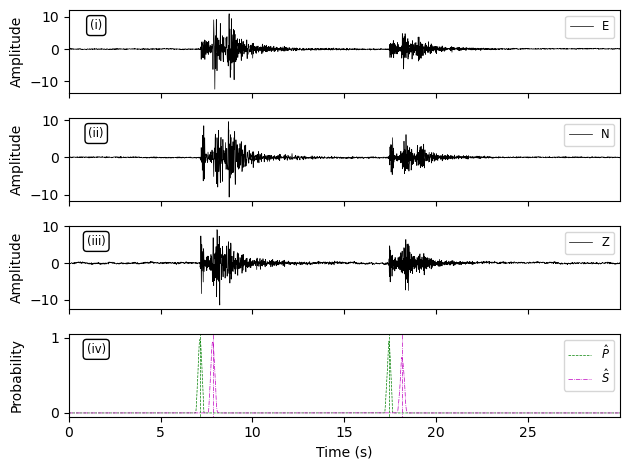 (i)
E
Amplitude
10
0
−10
(ii)
N
Amplitude
10
0
−10
(iii)
Z
Amplitude
10
0
−10
(iv)
P̂
Ŝ
Probability
1
0
0 5 10 15 20 25
Time (s)